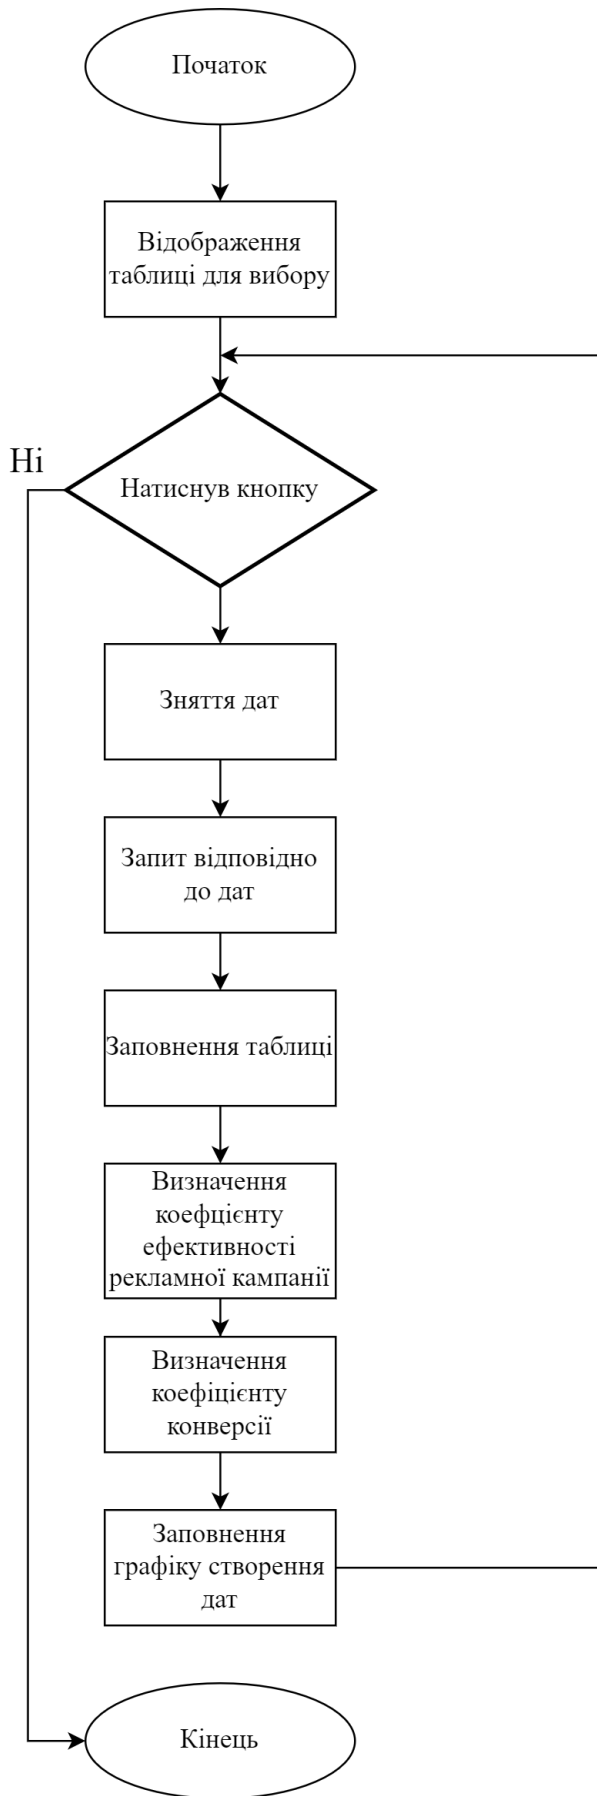 Початок
Відображення
таблиці для вибору
Ні
Натиснув кнопку
Зняття дат
Запит відповідно
до дат
Заповнення таблиці
Визначення
коефцієнту
ефективності
рекламної кампанії
Визначення
коефіцієнту
конверсії
Заповнення
графіку створення
дат
Кінець